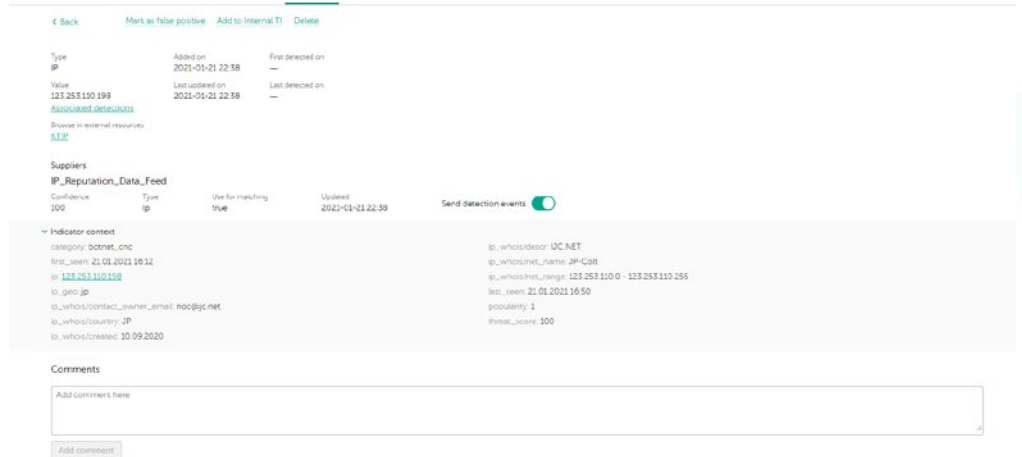 Back Mark as false positive Add to Internal TI Delete
Type Added on First detected on
IP 2021-01-21 22:38 —
Value Last updated on Last detected on
123.253.110.198 2021-01-21 22:38 —
Associated detections
Browse in external resources
KTIP
Suppliers
IP_Reputation_Data_Feed
Confidence Type Use for matching Updated
100 ip true 2021-01-21 22:38 Send detection events
Indicator context
category: botnet_cnc ip_whois/descr: IJC.NET
first_seen: 21.01.2021 16:12 ip_whois/net_name: JP-Colt
ip: 123.253.110.198 ip_whois/net_range: 123.253.110.0 - 123.253.110.255
ip_geo: jp last_seen: 21.01.2021 16:50
ip_whois/contact_owner_email: noc@ijc.net popularity: 1
ip_whois/country: JP threat_score: 100
ip_whois/created: 10.09.2020
Comments
Add comment here
Add comment